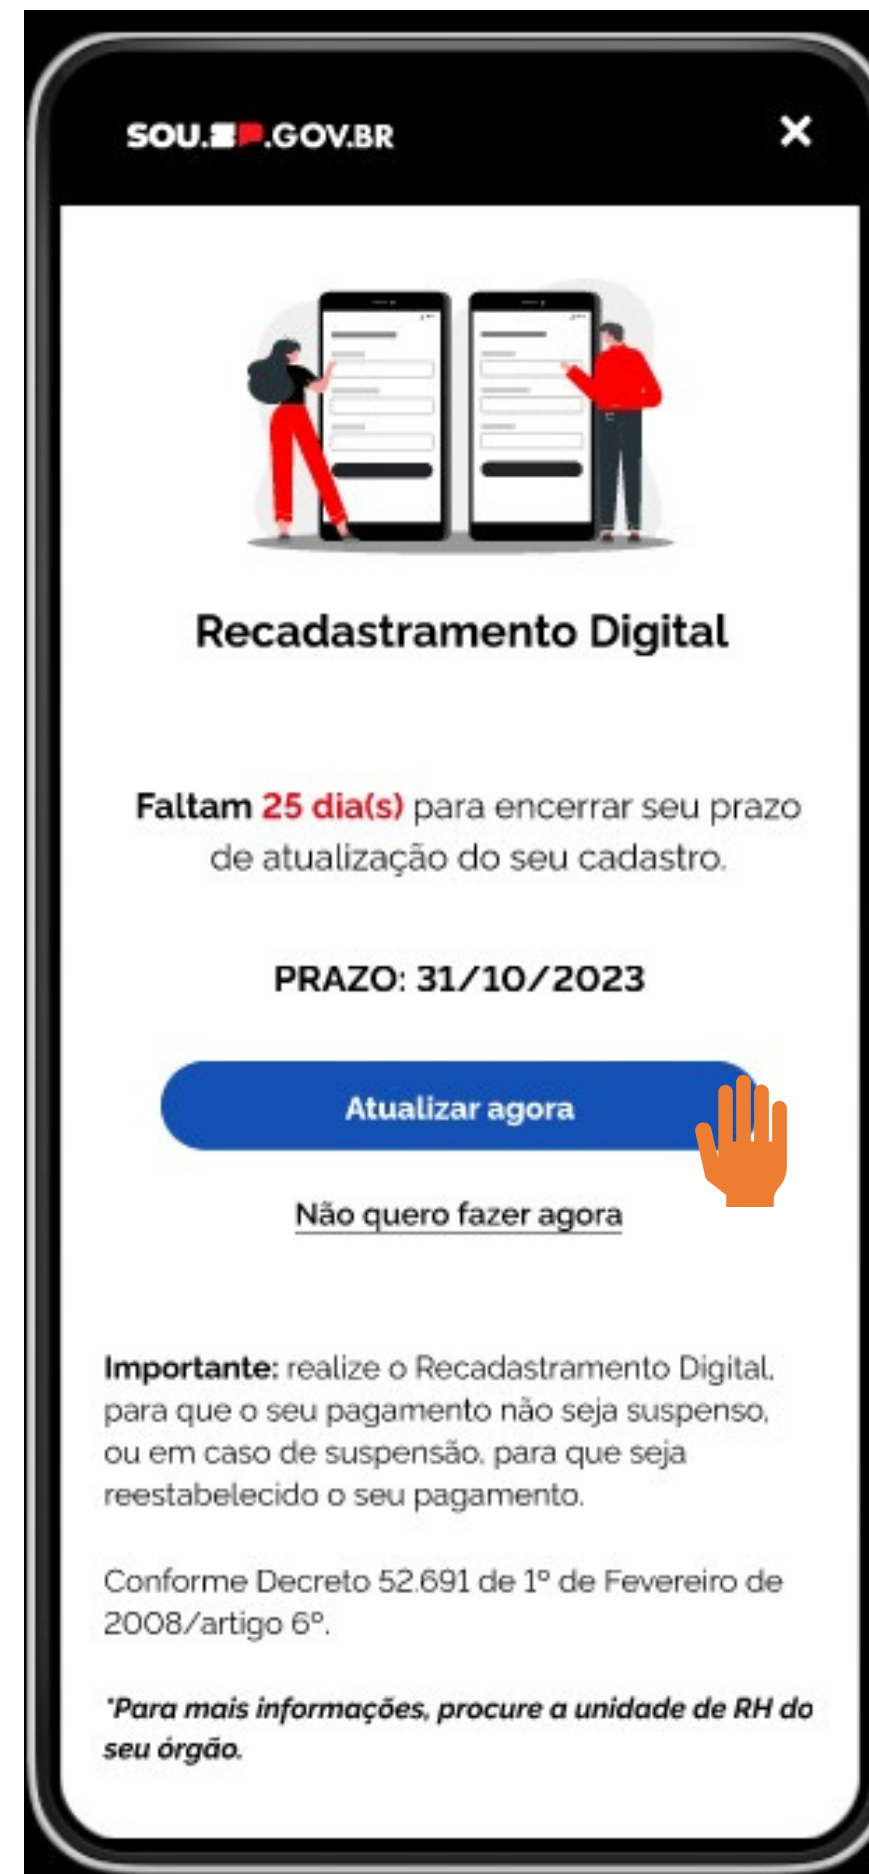 SOU.SP.GOV.BR
Recadastramento Digital
Faltam 25 dia(s) para encerrar seu prazo
de atualização do seu cadastro.
PRAZO: 31/10/2023
Atualizar agora
Não quero fazer agora
Importante: realize o Recadastramento Digital,
para que o seu pagamento não seja suspenso,
ou em caso de suspensão, para que seja
reestabelecido o seu pagamento.
Conforme Decreto 52.691 de 1º de Fevereiro de
2008/artigo 6º.
*Para mais informações, procure a unidade de RH do
seu órgão.